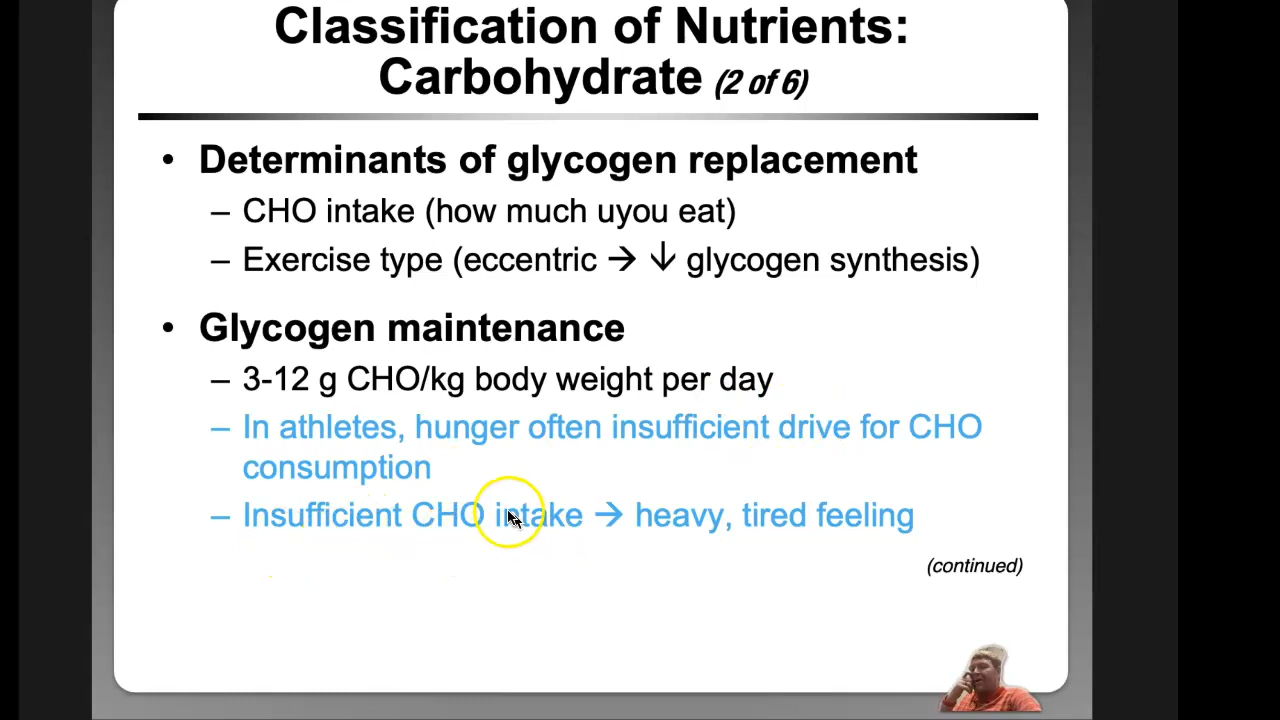 Classification of Nutrients:
Carbohydrate (2 of 6)
• Determinants of glycogen replacement
– CHO intake (how much uyou eat)
– Exercise type (eccentric → ↓ glycogen synthesis)
• Glycogen maintenance
– 3-12 g CHO/kg body weight per day
– In athletes, hunger often insufficient drive for CHO
consumption
– Insufficient CHO intake → heavy, tired feeling
(continued)